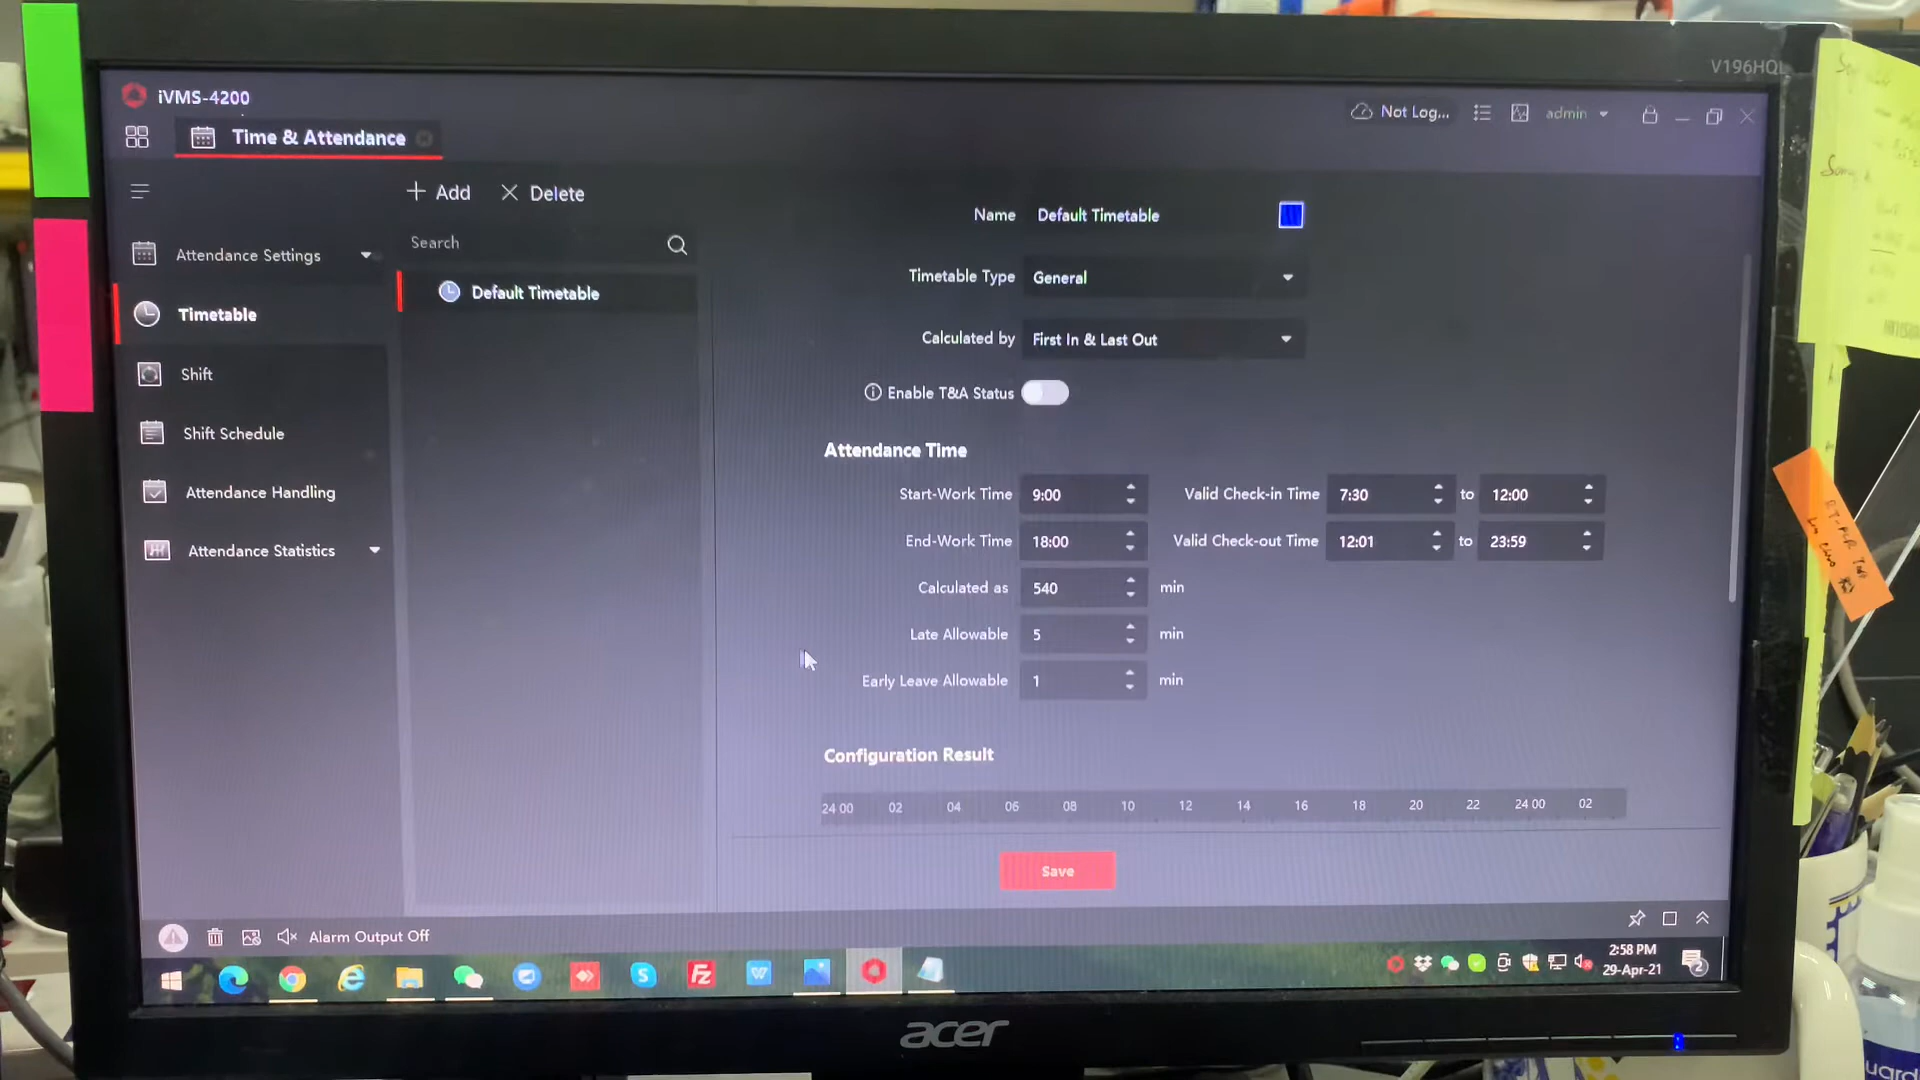 V196HQL
iVMS-4200
Not Log...
admin
Time & Attendance
Add
Delete
Search
Default Timetable
Attendance Settings
Timetable
Shift
Shift Schedule
Attendance Handling
Attendance Statistics
Name Default Timetable
Timetable Type General
Calculated by First In & Last Out
Enable T&A Status
Attendance Time
Start-Work Time 9:00 Valid Check-in Time 7:30 to 12:00
End-Work Time 18:00 Valid Check-out Time 12:01 to 23:59
Calculated as 540 min
Late Allowable 5 min
Early Leave Allowable 1 min
Configuration Result
24 00 02 04 06 08 10 12 14 16 18 20 22 24 00 02
Save
Alarm Output Off
2:58 PM
29-Apr-21
2
acer